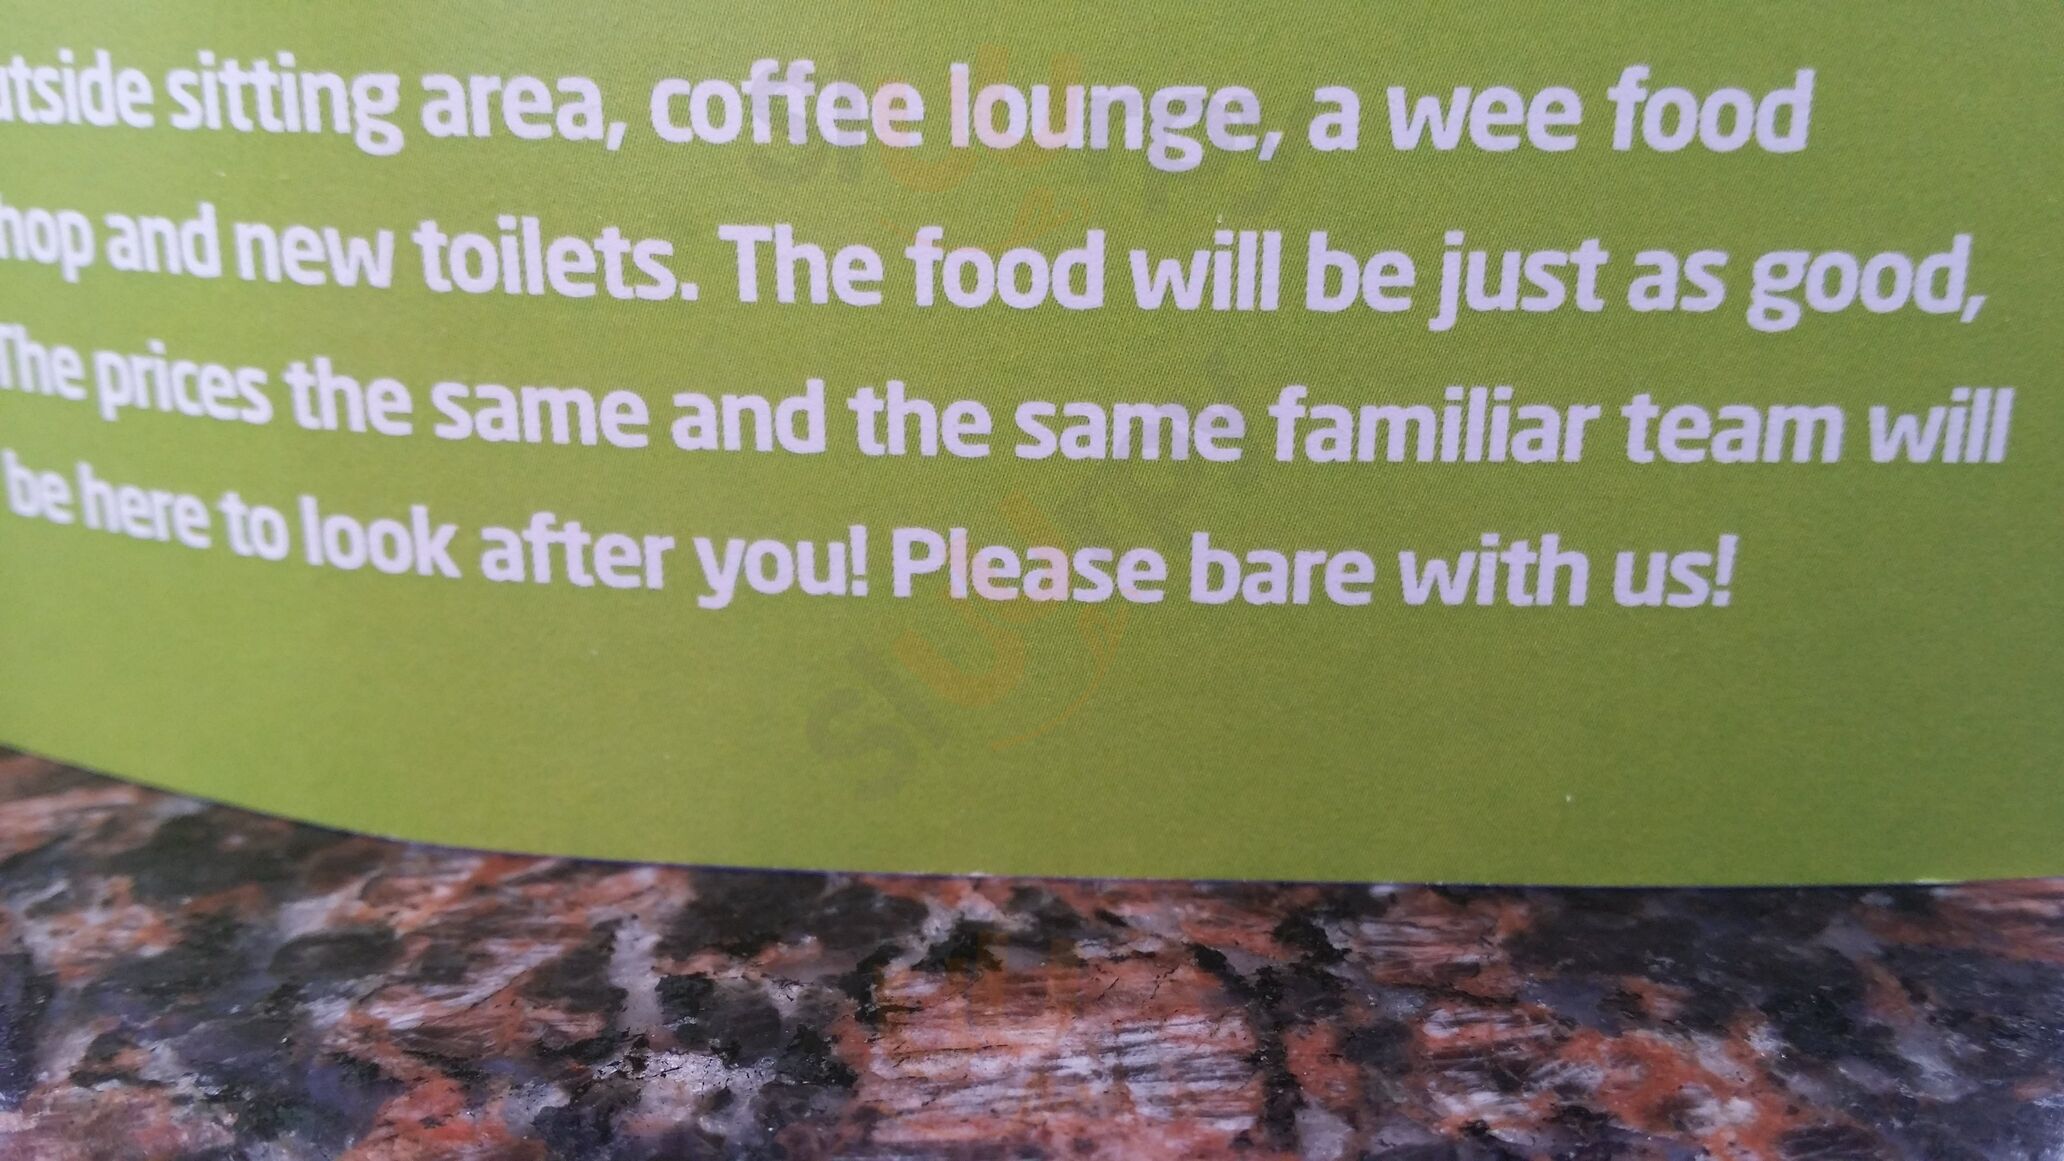 utside sitting area, coffee lounge, a wee food
hop and new toilets. The food will be just as good,
The prices the same and the same familiar team will
be here to look after you! Please bare with us!